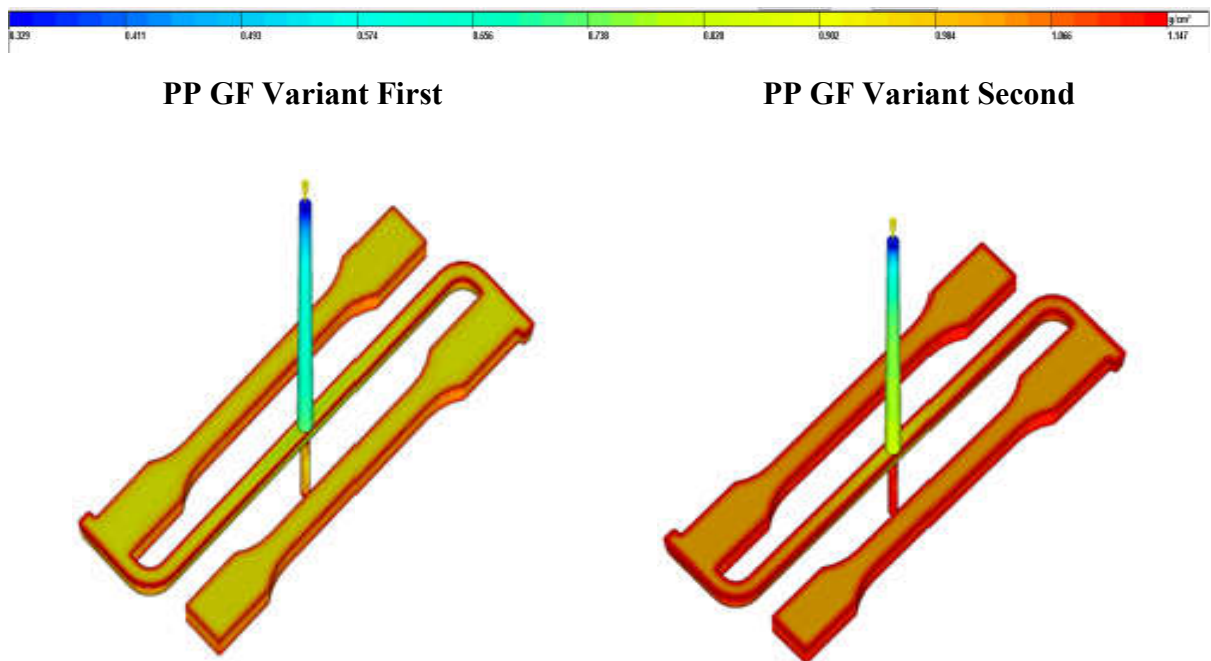 g/cm³
0.329 0.411 0.493 0.574 0.656 0.738 0.820 0.902 0.984 1.066 1.147
PP GF Variant First PP GF Variant Second